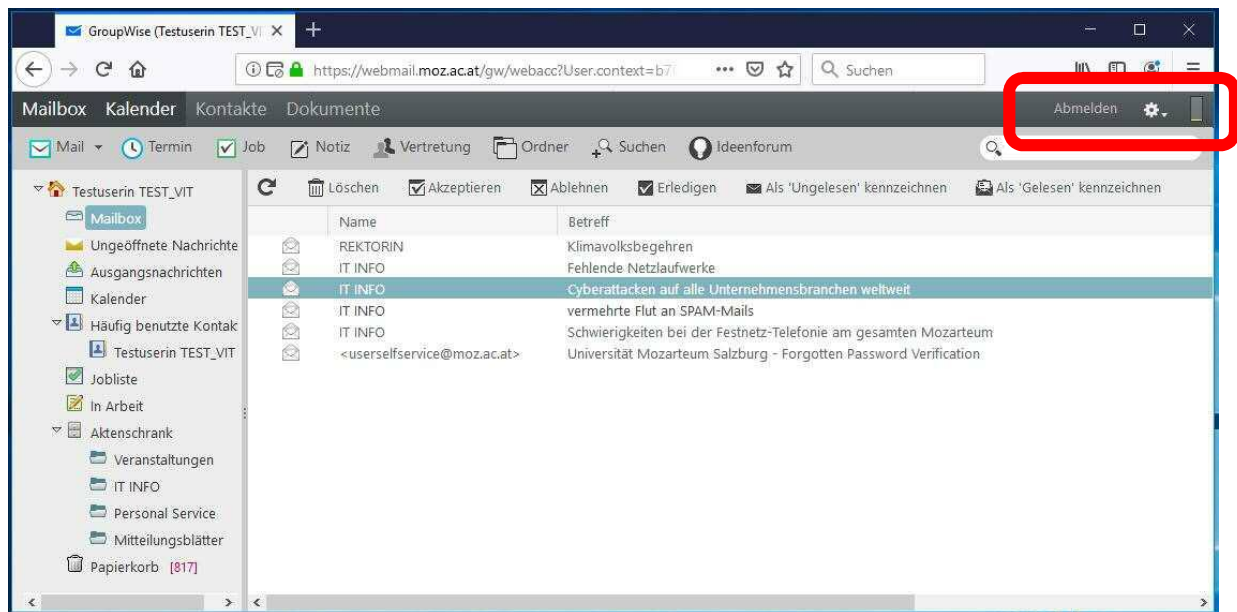 GroupWise (Testuserin TEST_VI
https://webmail.moz.ac.at/gw/webacc?User.context=b7
Suchen
Mailbox Kalender Kontakte Dokumente
Abmelden
Mail Termin Job Notiz Vertretung Ordner Suchen Ideenforum
Testuserin TEST_VIT
Löschen Akzeptieren Ablehnen Erledigen Als 'Ungelesen' kennzeichnen Als 'Gelesen' kennzeichnen
Mailbox
Ungeöffnete Nachrichte
Ausgangsnachrichten
Kalender
Häufig benutzte Kontak
Testuserin TEST_VIT
Jobliste
In Arbeit
Aktenschrank
Veranstaltungen
IT INFO
Personal Service
Mitteilungsblätter
Papierkorb [817]
Name Betreff
REKTORIN Klimavolksbegehren
IT INFO Fehlende Netzlaufwerke
IT INFO Cyberattacken auf alle Unternehmensbranchen weltweit
IT INFO vermehrte Flut an SPAM-Mails
IT INFO Schwierigkeiten bei der Festnetz-Telefonie am gesamten Mozarteum
<userselfservice@moz.ac.at> Universität Mozarteum Salzburg - Forgotten Password Verification